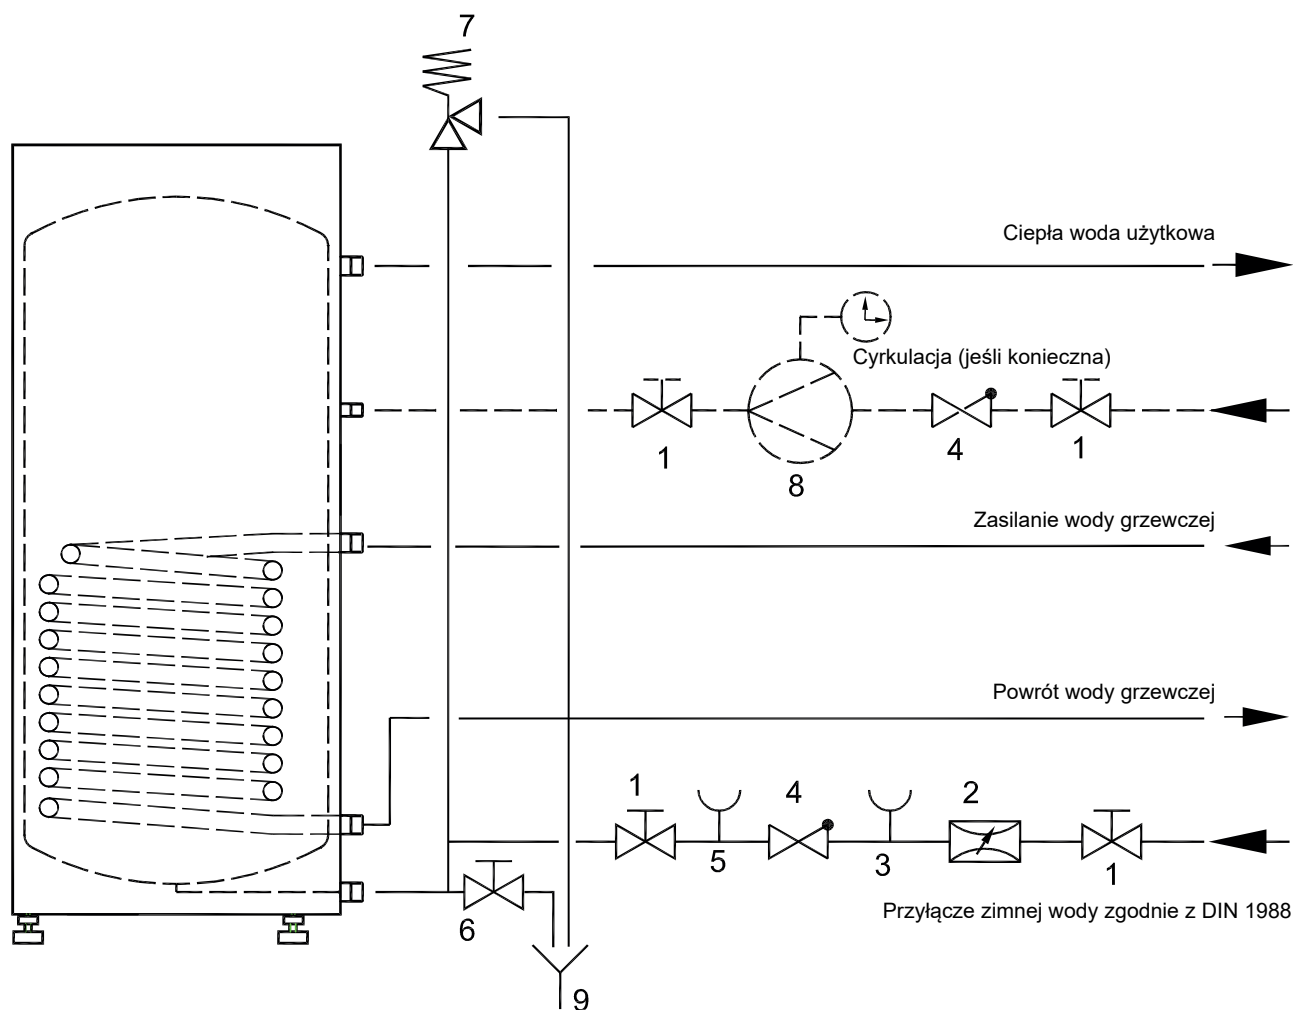 7
Ciepła woda użytkowa
Cyrkulacja (jeśli konieczna)
1
8
4
1
Zasilanie wody grzewczej
Powrót wody grzewczej
1
5
4
3
2
1
Przyłącze zimnej wody zgodnie z DIN 1988
6
9